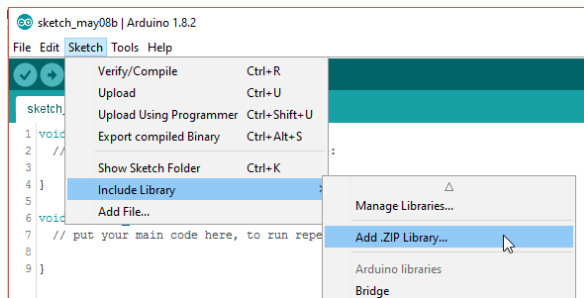 sketch_may08b | Arduino 1.8.2
File Edit Sketch Tools Help
Verify/Compile Ctrl+R
Upload Ctrl+U
Upload Using Programmer Ctrl+Shift+U
Export compiled Binary Ctrl+Alt+S
Show Sketch Folder Ctrl+K
Include Library
Add File...
Manage Libraries...
Add .ZIP Library...
Arduino libraries
Bridge
sketch_
1 void
2 // :
3
4 }
5
6 void
7 // put your main code here, to run repe
8
9 }